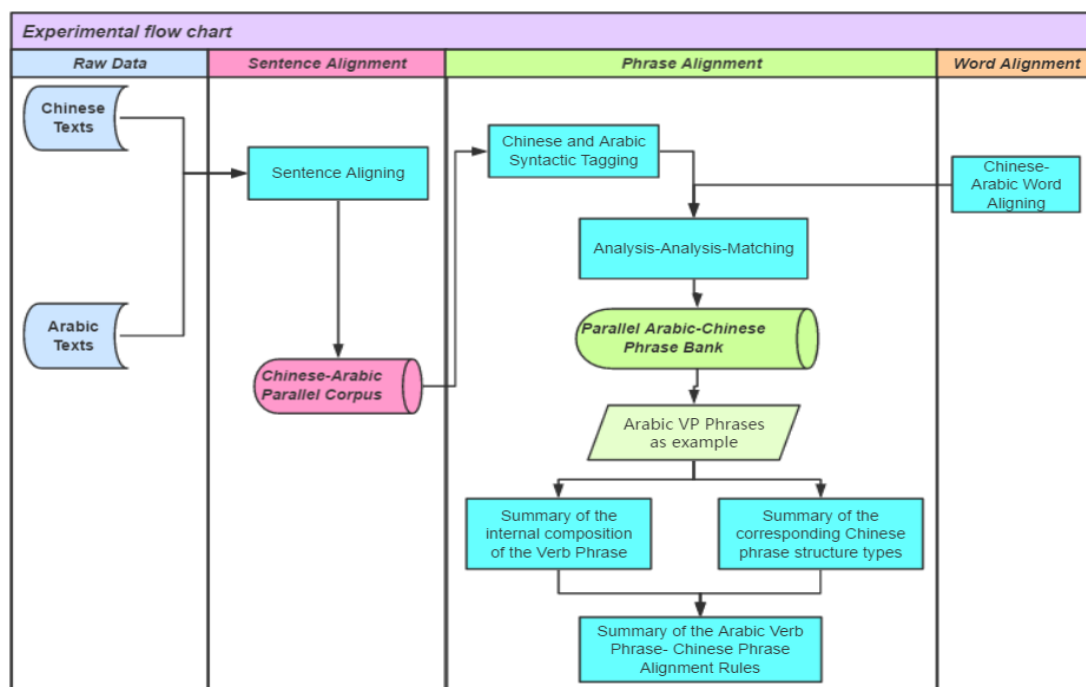 Experimental flow chart
Raw Data
Sentence Alignment
Phrase Alignment
Word Alignment
Chinese
Texts
Arabic
Texts
Sentence Aligning
Chinese-Arabic
Parallel Corpus
Chinese and Arabic
Syntactic Tagging
Chinese-
Arabic Word
Aligning
Analysis-Analysis-Matching
Parallel Arabic-Chinese
Phrase Bank
Arabic VP Phrases
as example
Summary of the
internal composition
of the Verb Phrase
Summary of the
corresponding Chinese
phrase structure types
Summary of the Arabic Verb
Phrase- Chinese Phrase
Alignment Rules